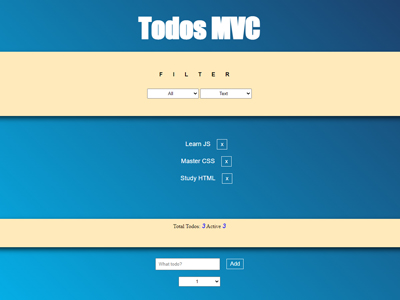 Todos MVC
F I L T E R
All Text
Learn JS x
Master CSS x
Study HTML x
Total Todos: 3 Active 3
What todo? Add
1